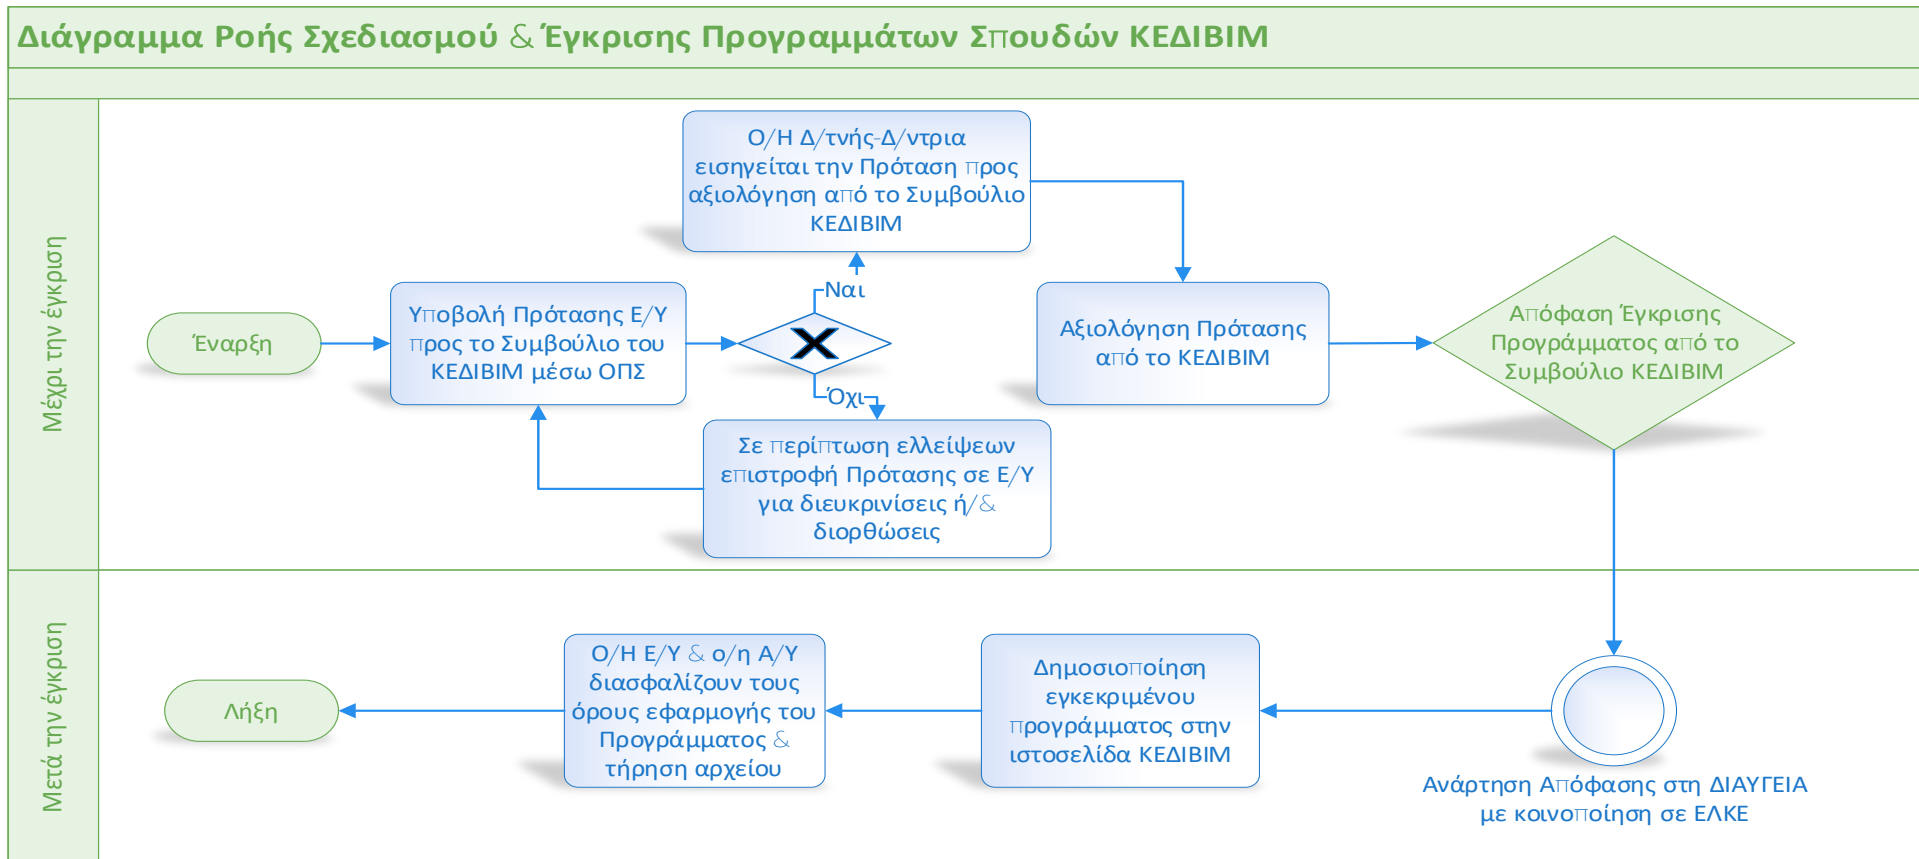 Διάγραμμα Ροής Σχεδιασμού & Έγκρισης Προγραμμάτων Σπουδών ΚΕΔΙΒΙΜ
Μέχρι την έγκριση
Έναρξη
Υποβολή Πρότασης Ε/Υ
προς το Συμβούλιο του
ΚΕΔΙΒΙΜ μέσω ΟΠΣ
Ναι
Ο/Η Δ/τνής-Δ/ντρια
εισηγείται την Πρόταση προς
αξιολόγηση από το Συμβούλιο
ΚΕΔΙΒΙΜ
Όχι
Σε περίπτωση ελλείψεων
επιστροφή Πρότασης σε Ε/Υ
για διευκρινίσεις ή/&
διορθώσεις
Αξιολόγηση Πρότασης
από το ΚΕΔΙΒΙΜ
Απόφαση Έγκρισης
Προγράμματος από το
Συμβούλιο ΚΕΔΙΒΙΜ
Μετά την έγκριση
Ανάρτηση Απόφασης στη ΔΙΑΥΓΕΙΑ
με κοινοποίηση σε ΕΛΚΕ
Δημοσιοποίηση
εγκεκριμένου
προγράμματος στην
ιστοσελίδα ΚΕΔΙΒΙΜ
Ο/Η Ε/Υ & ο/η Α/Υ
διασφαλίζουν τους
όρους εφαρμογής του
Προγράμματος &
τήρηση αρχείου
Λήξη